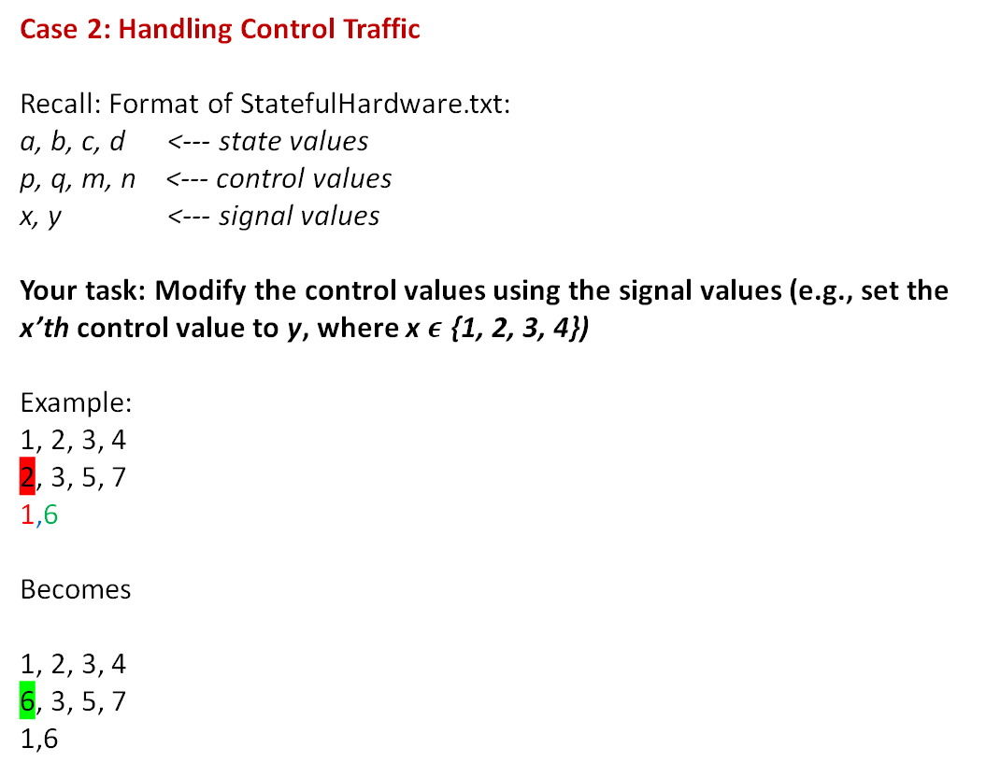 Case 2: Handling Control Traffic
Recall: Format of StatefulHardware.txt:
a, b, c, d <--- state values
p, q, m, n <--- control values
x, y <--- signal values
Your task: Modify the control values using the signal values (e.g., set the
x’th control value to y, where x ϵ {1, 2, 3, 4})
Example:
1, 2, 3, 4
2, 3, 5, 7
1,6
Becomes
1, 2, 3, 4
6, 3, 5, 7
1,6